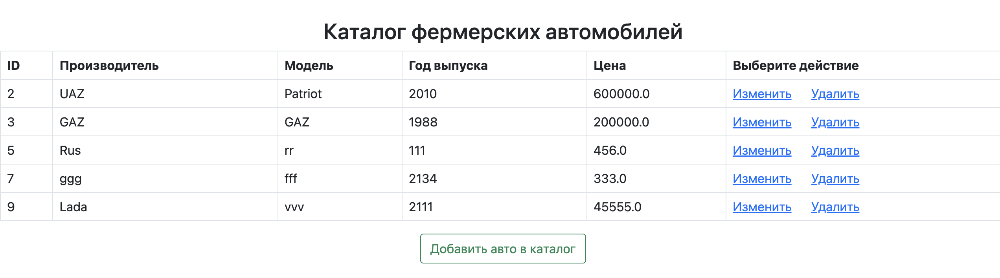 Каталог фермерских автомобилей
ID Производитель Модель Год выпуска Цена Выберите действие
2 UAZ Patriot 2010 600000.0 Изменить Удалить
3 GAZ GAZ 1988 200000.0 Изменить Удалить
5 Rus rr 111 456.0 Изменить Удалить
7 ggg fff 2134 333.0 Изменить Удалить
9 Lada vvv 2111 45555.0 Изменить Удалить
Добавить авто в каталог